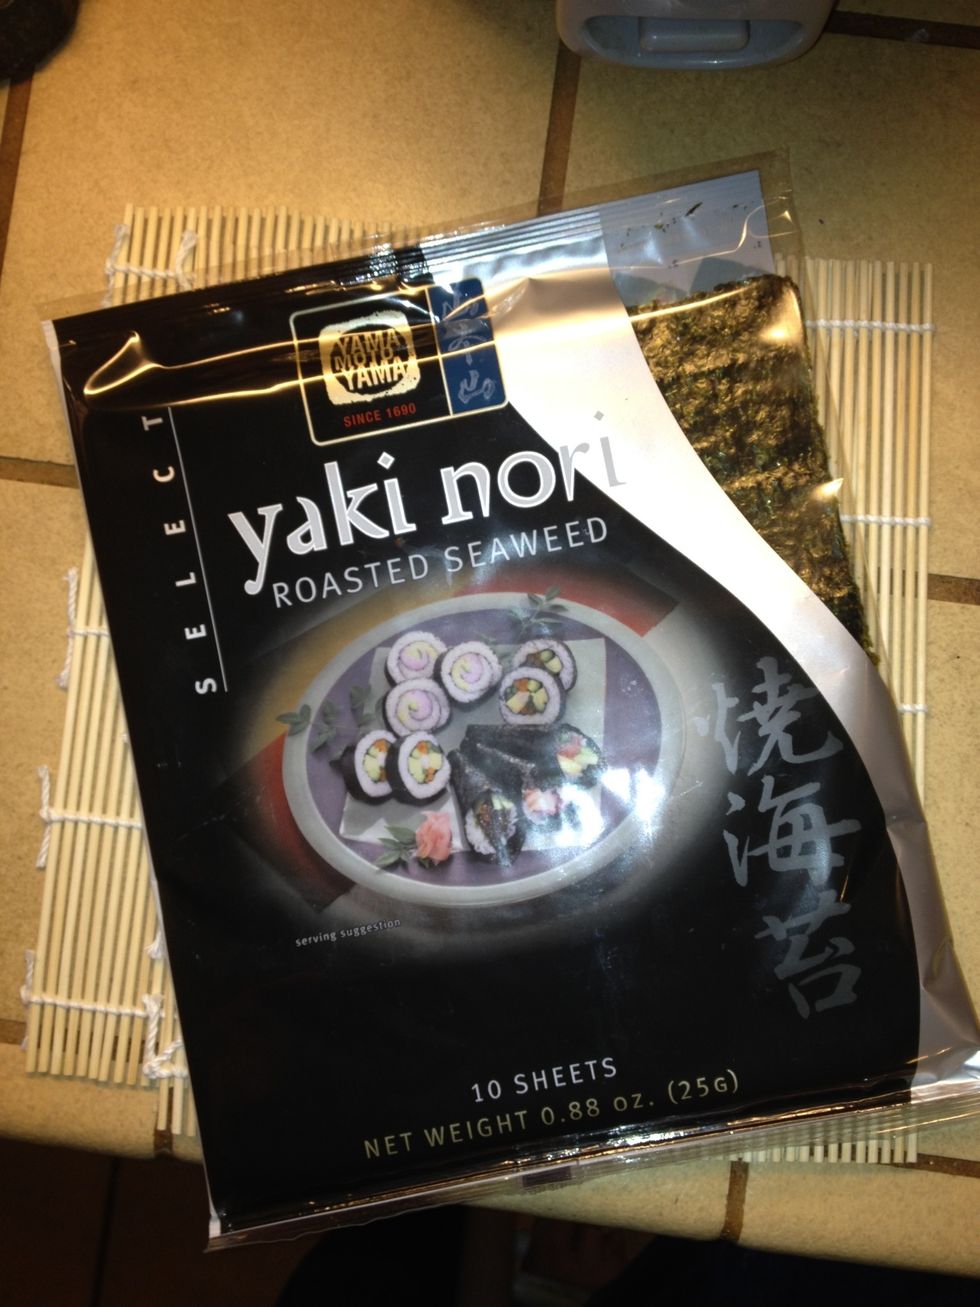 YAMA
MOTO
YAMA
山本山
SINCE 1690
SELECT
yaki nori
ROASTED SEAWEED
焼海苔
serving suggestion
10 SHEETS
NET WEIGHT 0.88 oz. (25G)